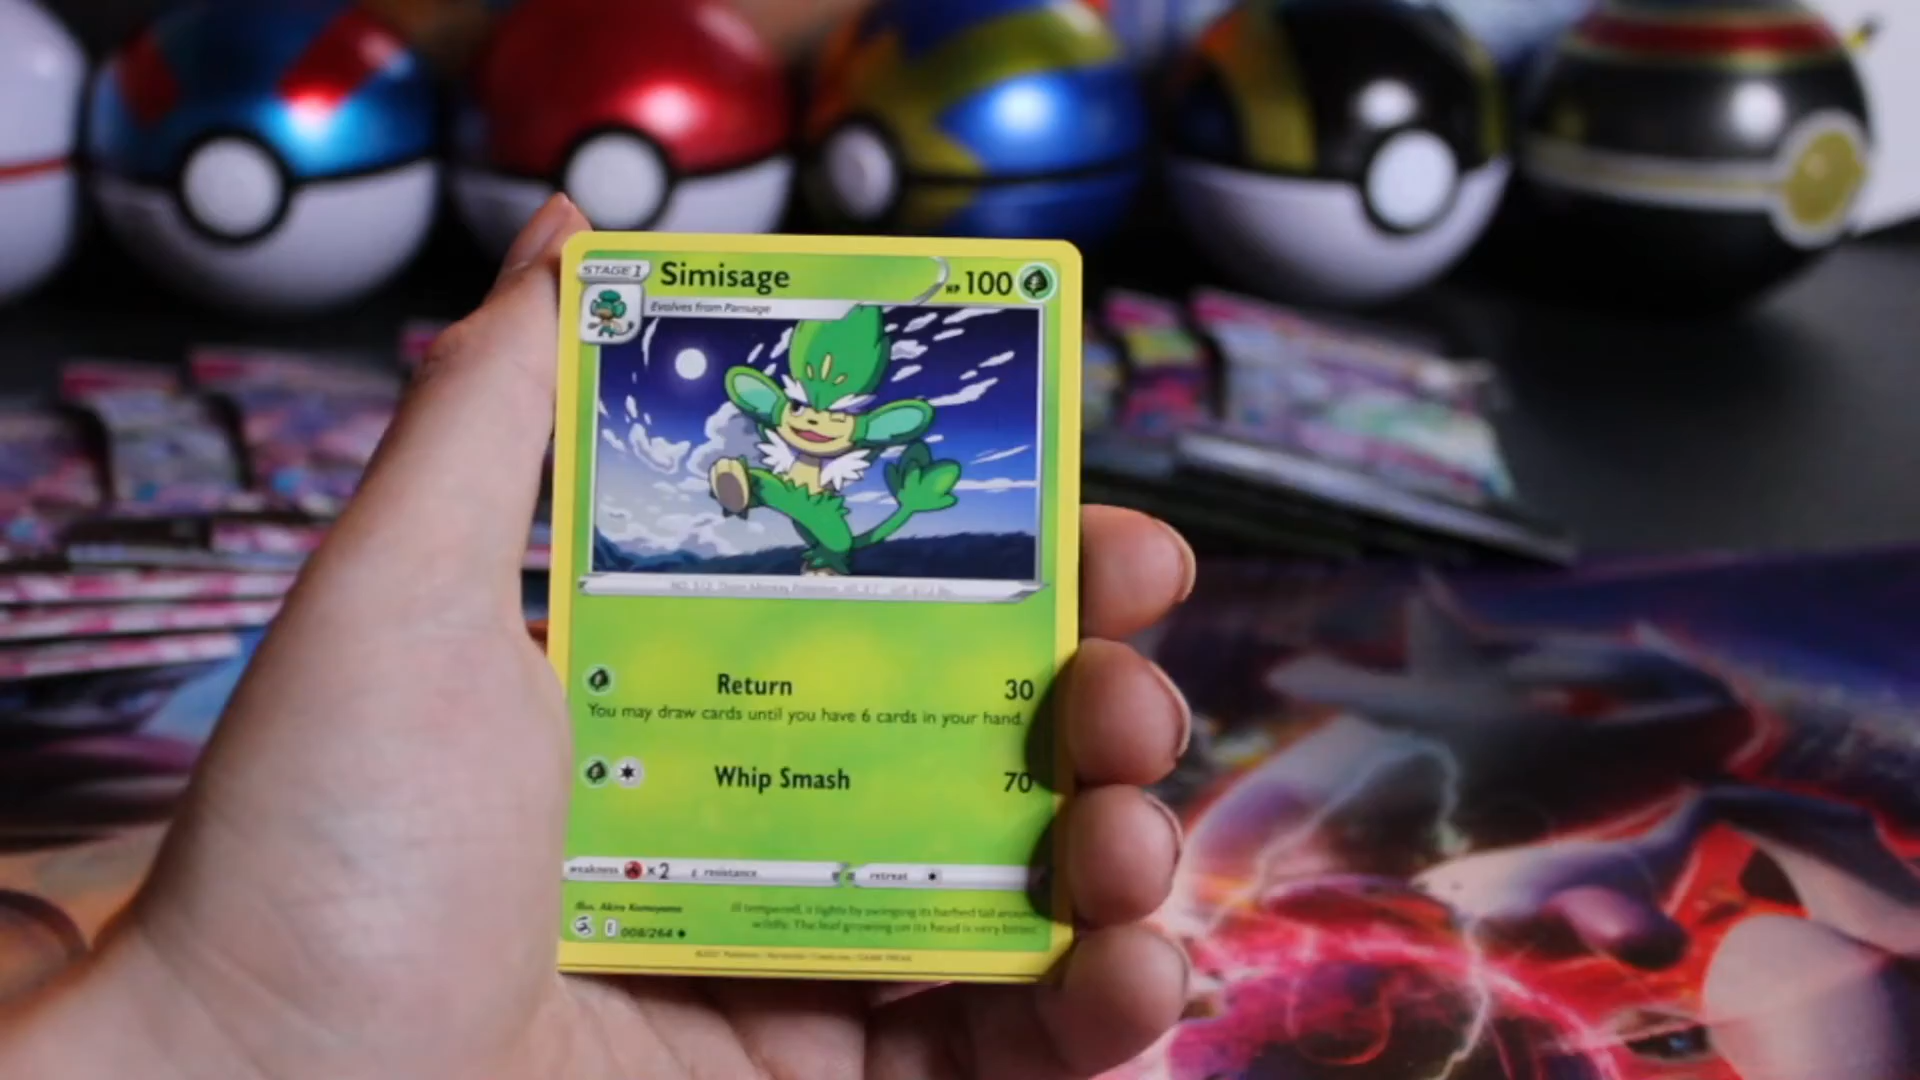 STAGE 1
Simisage
HP 100
Evolves from Pansage
Return 30
You may draw cards until you have 6 cards in your hand.
Whip Smash 70
weakness ×2 resistance retreat
Illus. Akira Komayama
008/264